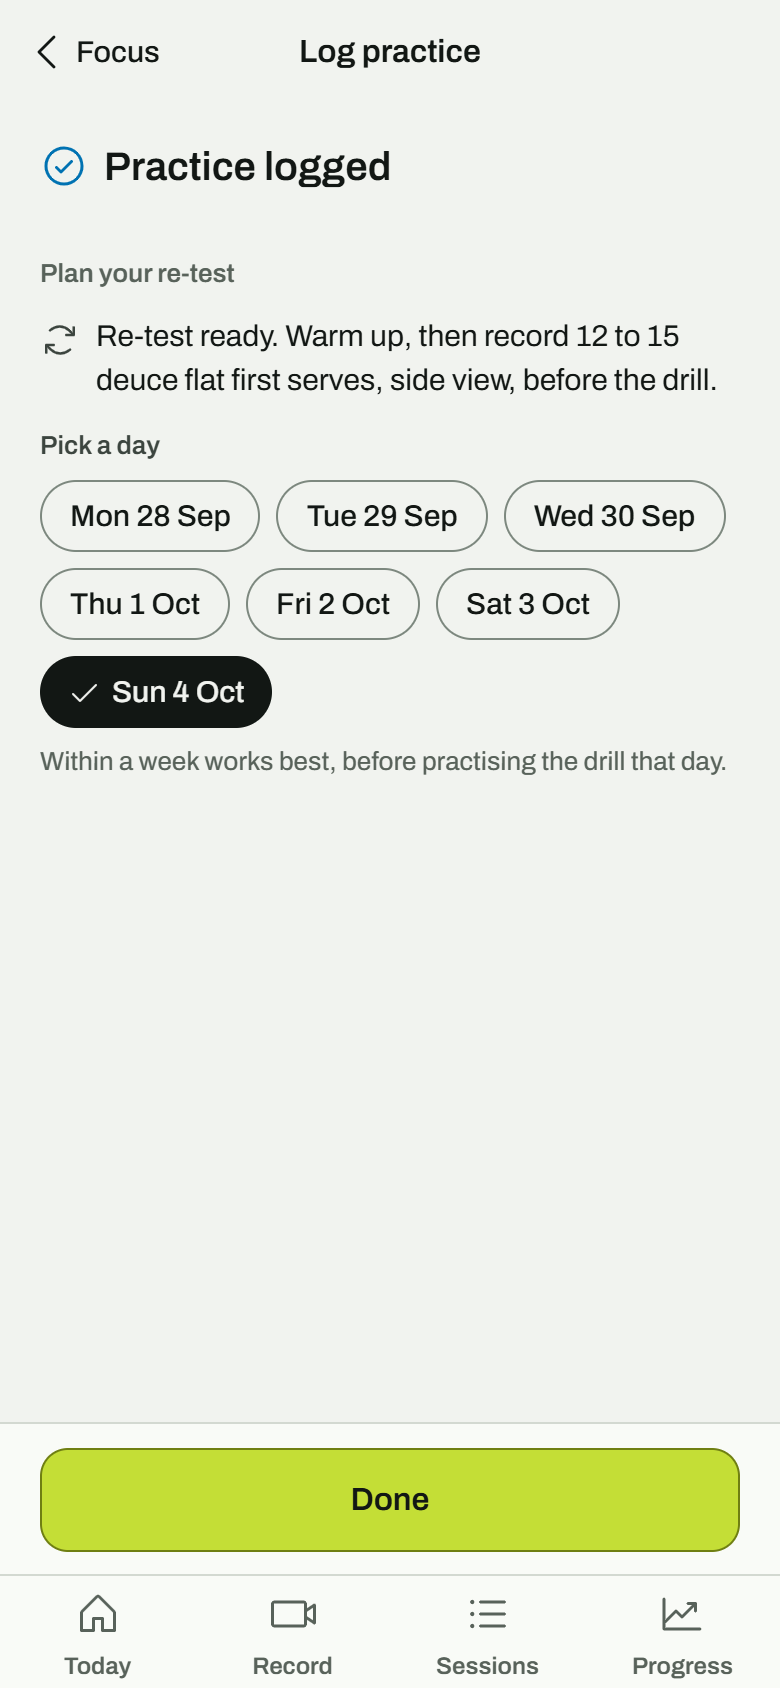 Focus
Log practice
Practice logged
Plan your re-test
Re-test ready. Warm up, then record 12 to 15
deuce flat first serves, side view, before the drill.
Pick a day
Mon 28 Sep
Tue 29 Sep
Wed 30 Sep
Thu 1 Oct
Fri 2 Oct
Sat 3 Oct
Sun 4 Oct
Within a week works best, before practising the drill that day.
Done
Today
Record
Sessions
Progress